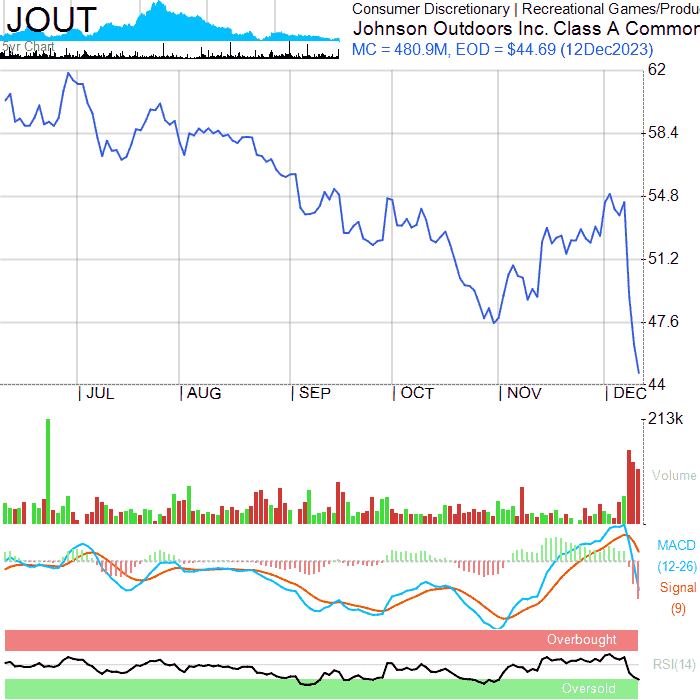 JOUT
5yr Chart
Consumer Discretionary | Recreational Games/Produ
Johnson Outdoors Inc. Class A Common
MC = 480.9M, EOD = $44.69 (12Dec2023)
62
58.4
54.8
51.2
47.6
44
JUL
AUG
SEP
OCT
NOV
DEC
213k
Volume
MACD
(12-26)
Signal
(9)
Overbought
RSI(14)
Oversold